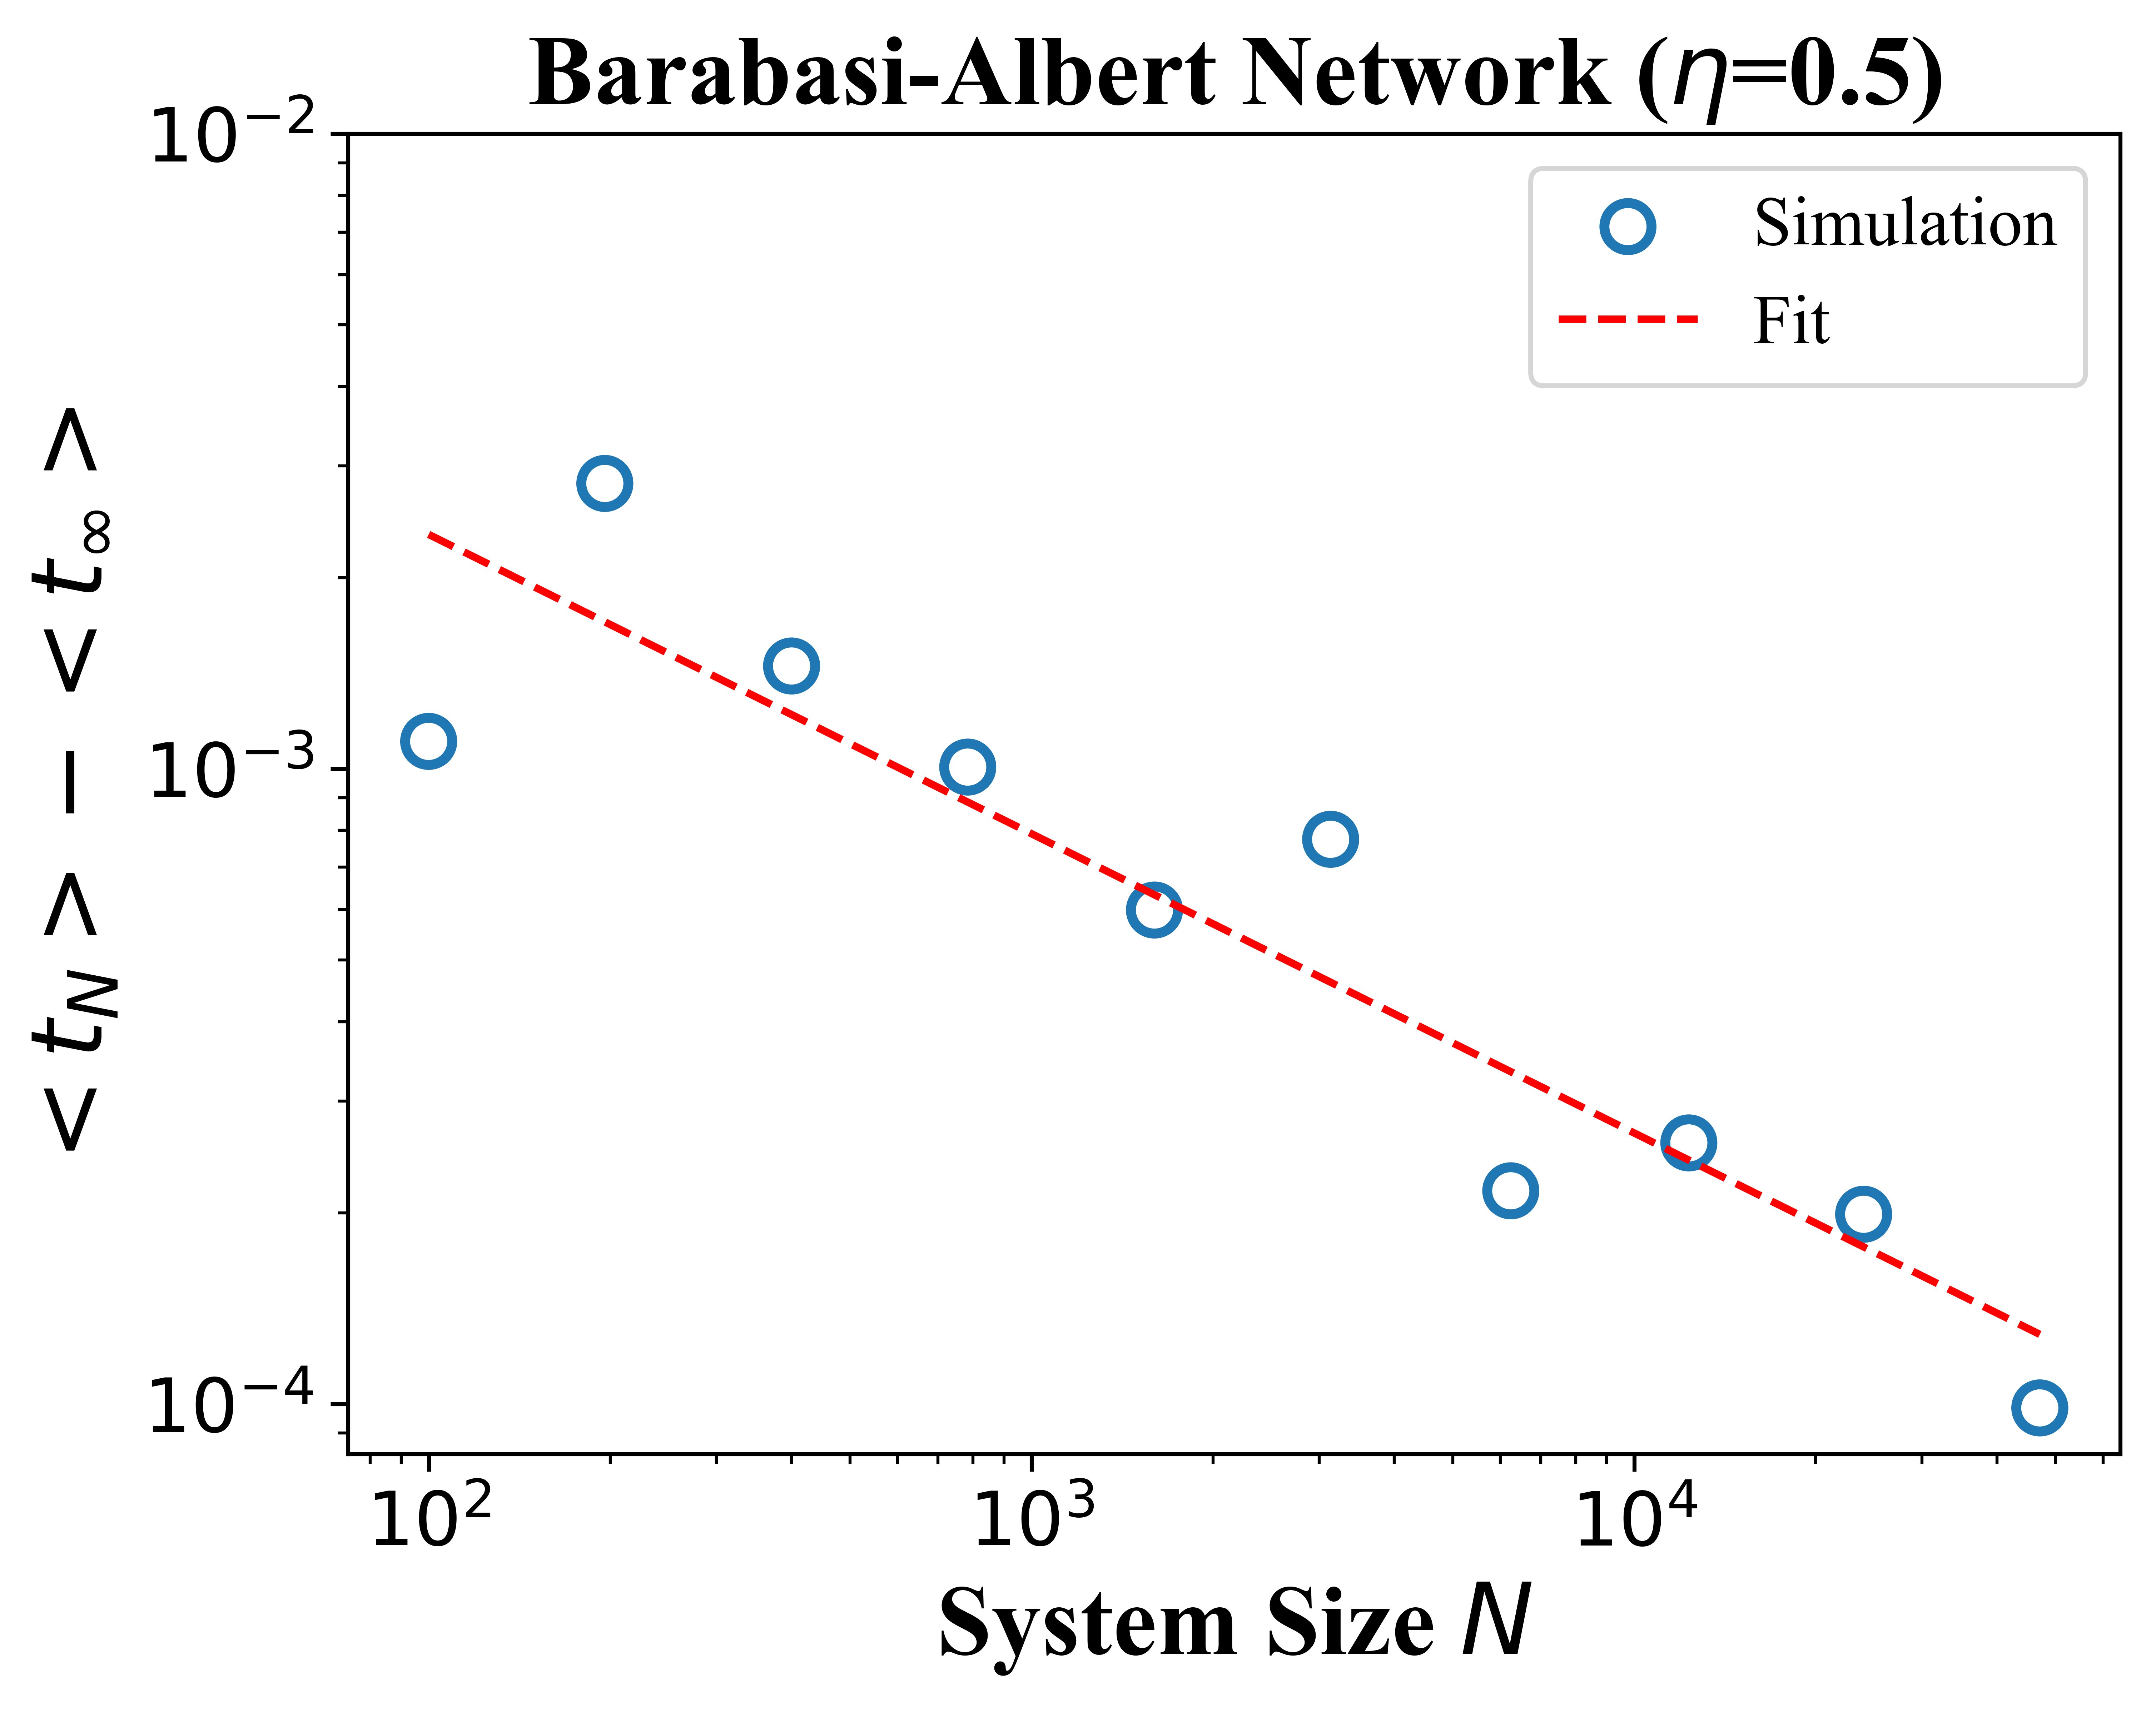 Barabasi-Albert Network (η=0.5)
10⁻²
Simulation
Fit
< t_N > − < t_∞ >
10⁻³
10⁻⁴
10² 10³ 10⁴
System Size N